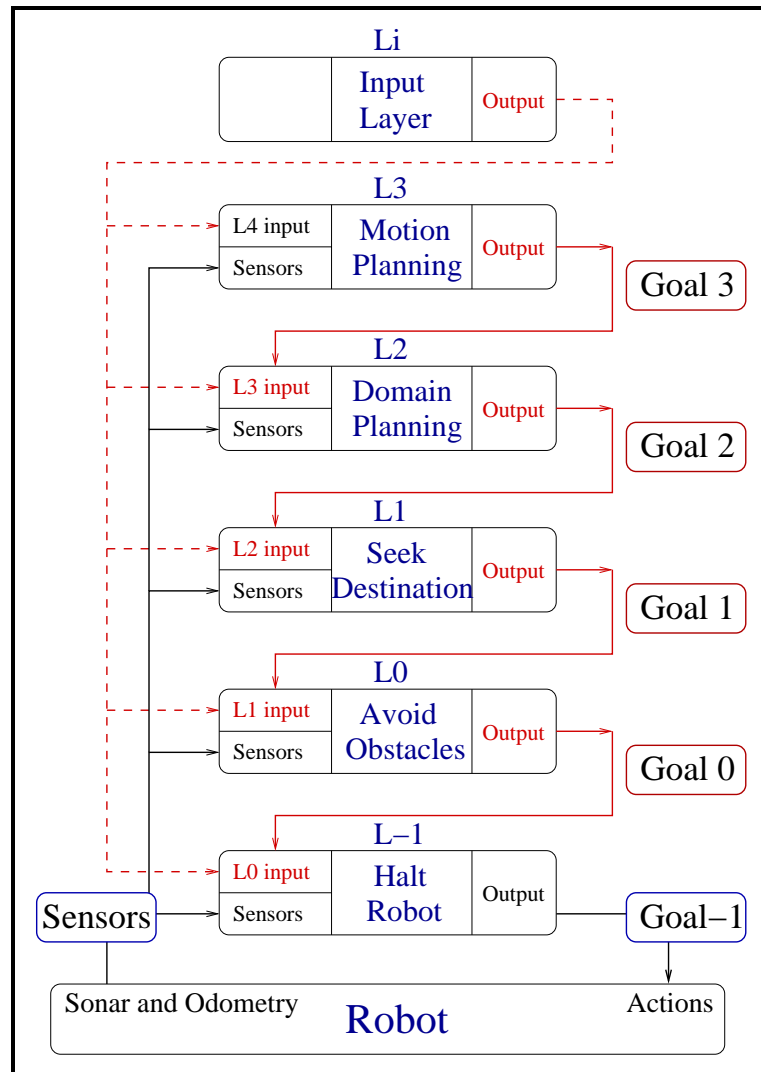 Li
Input
Layer
Output
L3
L4 input
Sensors
Motion
Planning
Output
Goal 3
L2
L3 input
Sensors
Domain
Planning
Output
Goal 2
L1
L2 input
Sensors
Seek
Destination
Output
Goal 1
L0
L1 input
Sensors
Avoid
Obstacles
Output
Goal 0
L−1
L0 input
Sensors
Halt
Robot
Output
Sensors
Goal−1
Sonar and Odometry
Robot
Actions